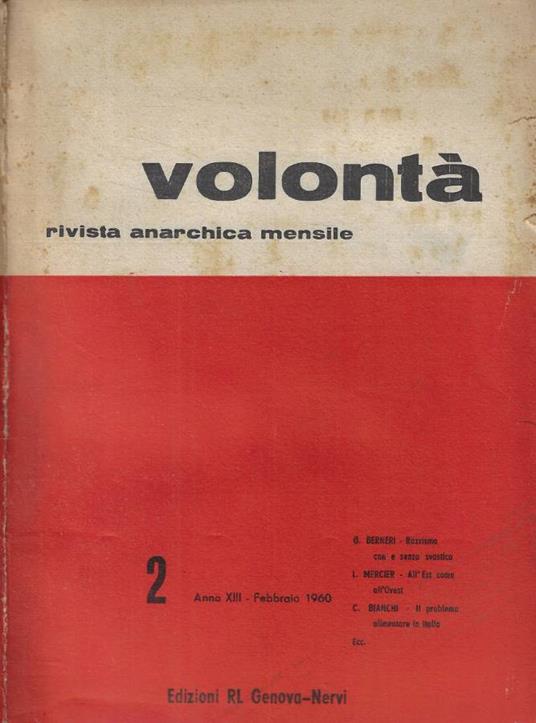 volontà
rivista anarchica mensile
2
Anno XIII - Febbraio 1960
G. BERNERI - Razzismo
con e senza svastica
L. MERCIER - All'Est come
all'Ovest
C. BIANCHI - Il problema
alimentare in Italia
Ecc.
Edizioni RL Genova-Nervi